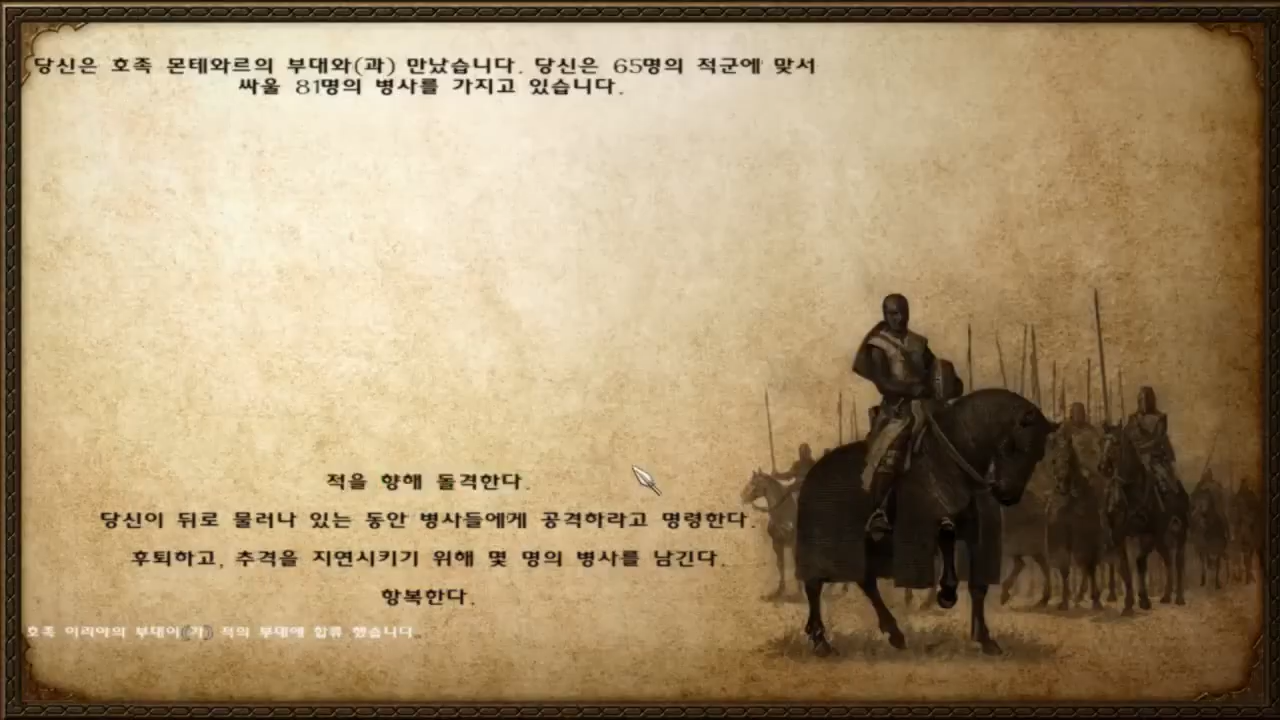 당신은 호족 몬테와르의 부대와(과) 만났습니다. 당신은 65명의 적군에 맞서
싸울 81명의 병사를 가지고 있습니다.
적을 향해 돌격한다.
당신이 뒤로 물러나 있는 동안 병사들에게 공격하라고 명령한다.
후퇴하고, 추격을 지연시키기 위해 몇 명의 병사를 남긴다.
항복한다.
호족 이리야의 부대이(가) 적의 부대에 합류 했습니다.